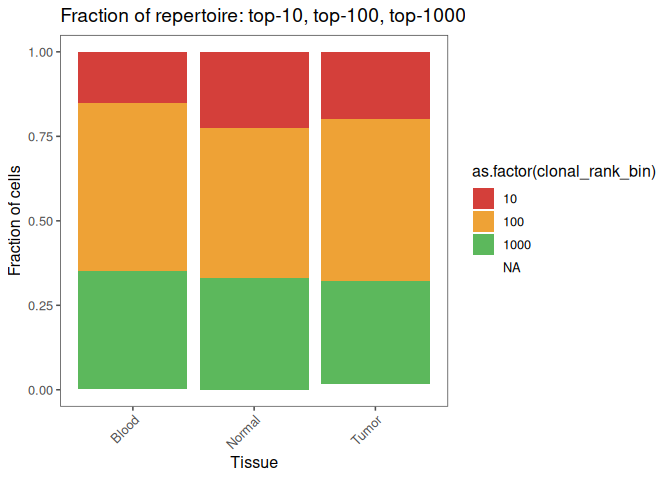 Fraction of repertoire: top-10, top-100, top-1000
1.00
0.75
0.50
0.25
0.00
Fraction of cells
Blood
Normal
Tumor
Tissue
as.factor(clonal_rank_bin)
10
100
1000
NA